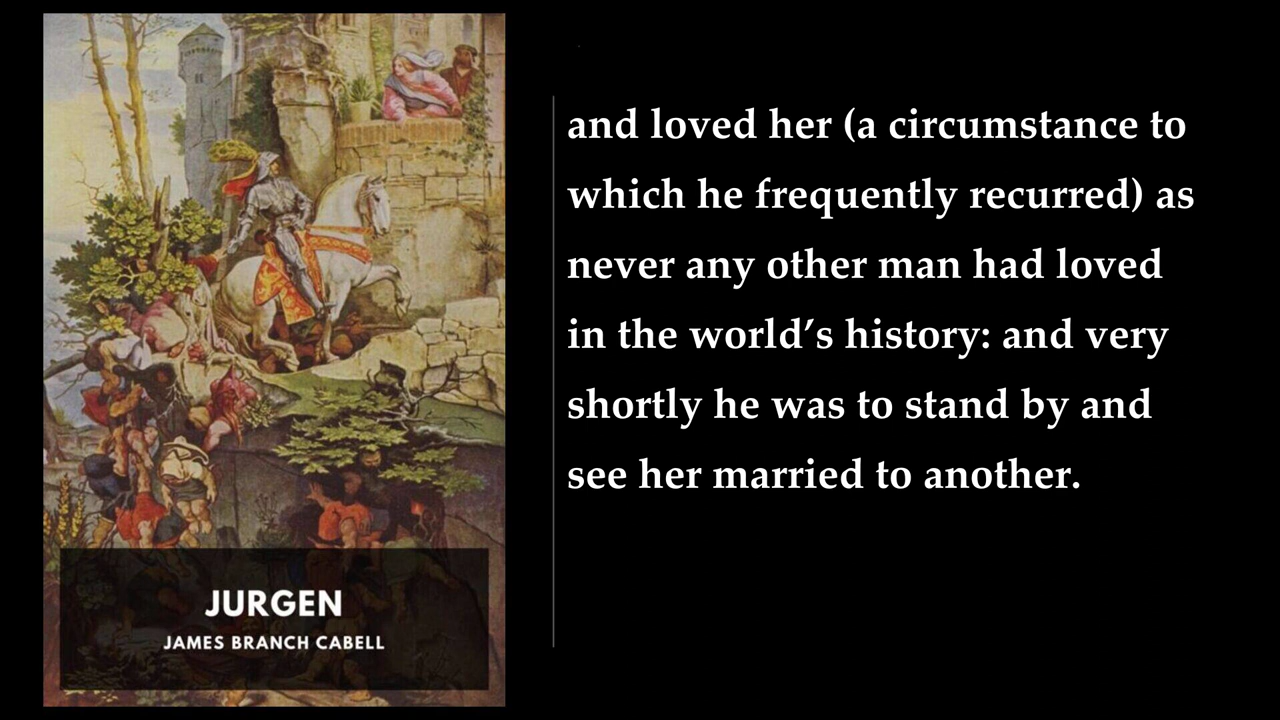 and loved her (a circumstance to
which he frequently recurred) as
never any other man had loved
in the world’s history: and very
shortly he was to stand by and
see her married to another.
JURGEN
JAMES BRANCH CABELL